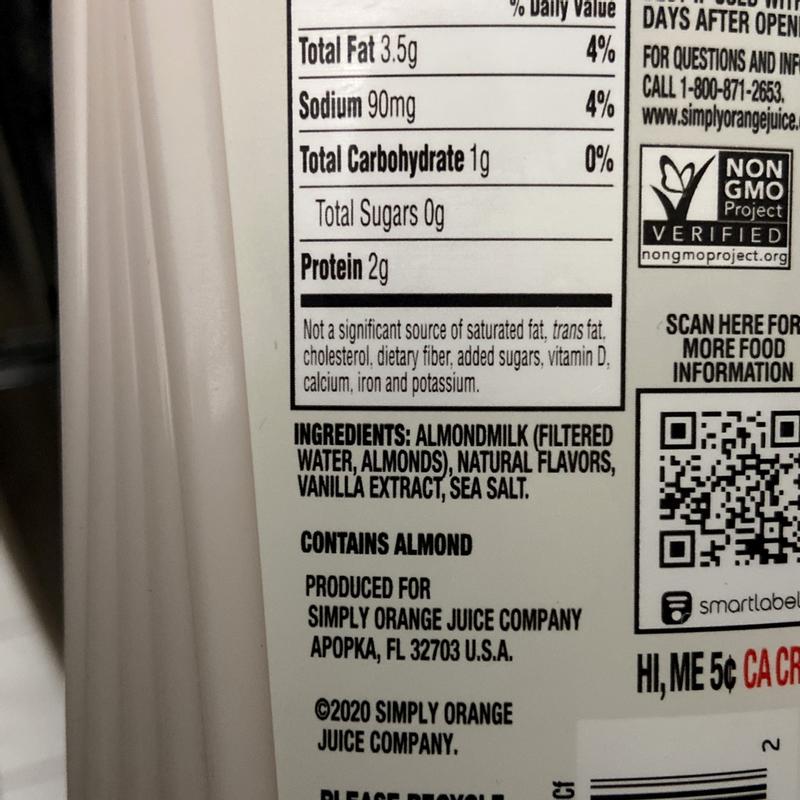 % Daily Value
Total Fat 3.5g 4%
Sodium 90mg 4%
Total Carbohydrate 1g 0%
Total Sugars 0g
Protein 2g
Not a significant source of saturated fat, trans fat,
cholesterol, dietary fiber, added sugars, vitamin D,
calcium, iron and potassium.
INGREDIENTS: ALMONDMILK (FILTERED
WATER, ALMONDS), NATURAL FLAVORS,
VANILLA EXTRACT, SEA SALT.
CONTAINS ALMOND
PRODUCED FOR
SIMPLY ORANGE JUICE COMPANY
APOPKA, FL 32703 U.S.A.
©2020 SIMPLY ORANGE
JUICE COMPANY.
PLEASE RECYCLE
DAYS AFTER OPENI
FOR QUESTIONS AND INF
CALL 1-800-871-2653.
www.simplyorangejuice.
NON
GMO
Project
VERIFIED
nongmoproject.org
SCAN HERE FOR
MORE FOOD
INFORMATION
smartlabel
HI, ME 5¢ CA CR
2